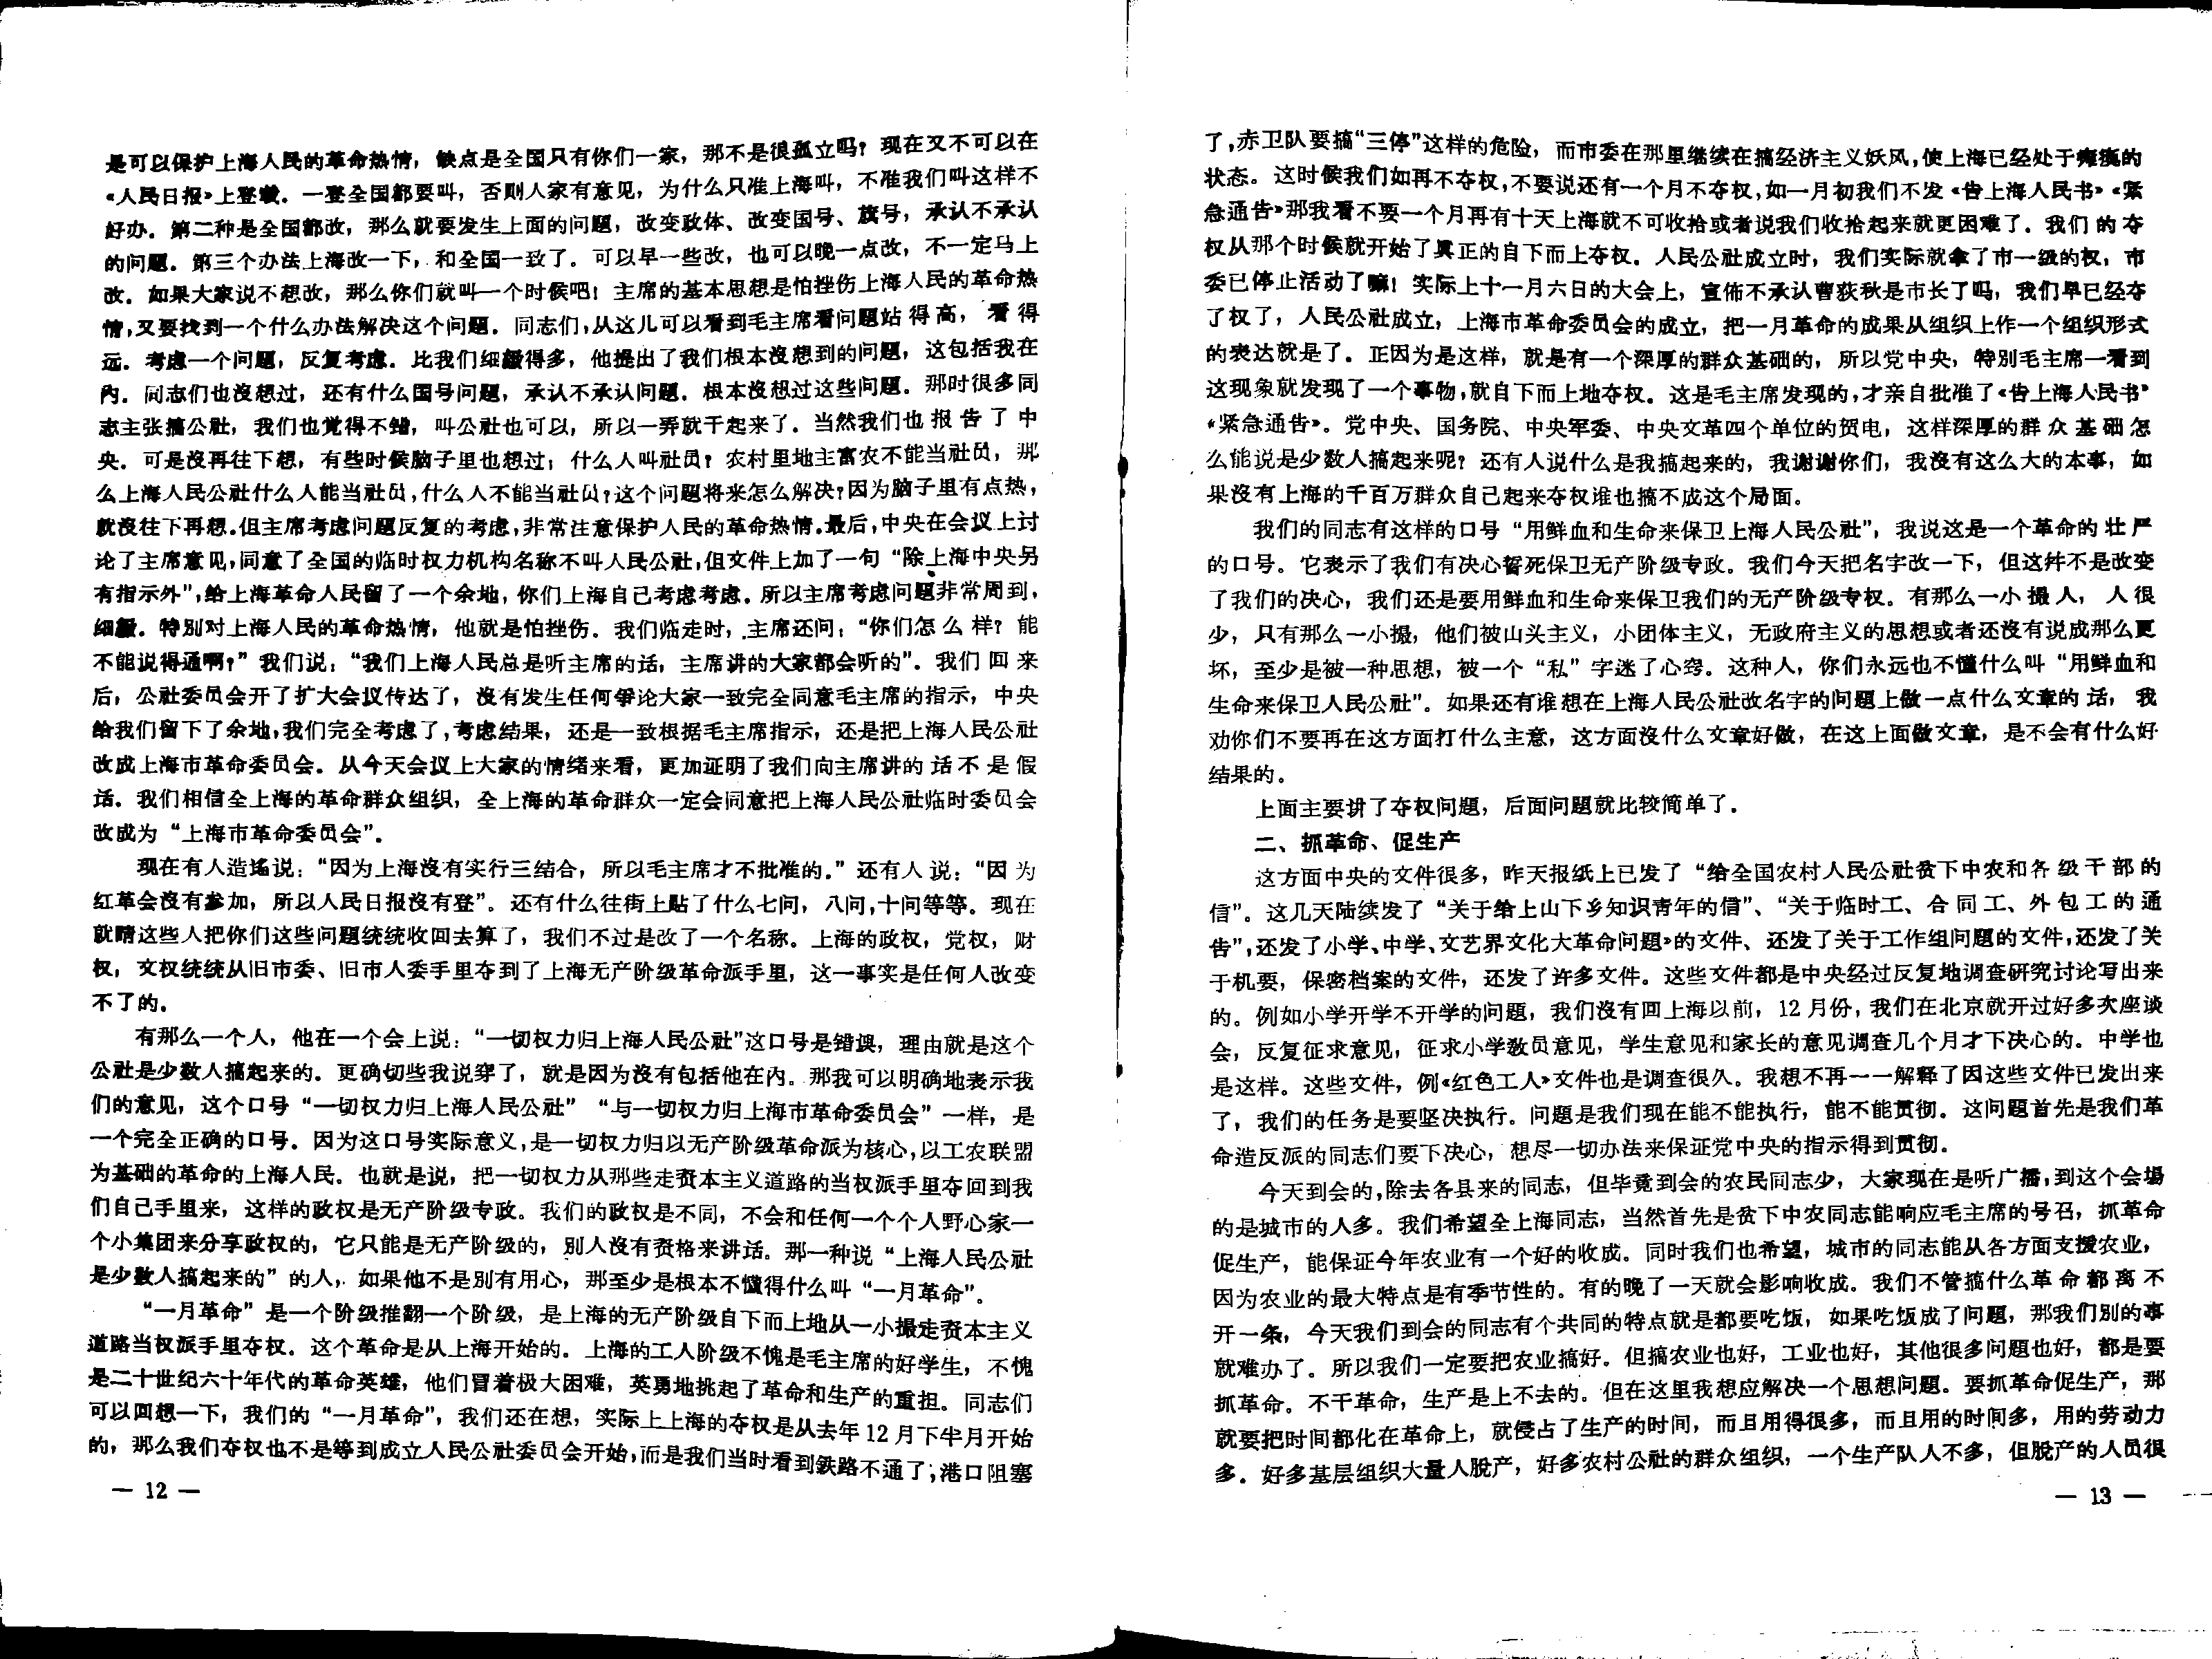 是可以保护上海人民的革命热情，缺点是全国只有你们一家，那不是很孤立吗？现在又不可以在
《人民日报》上登载。一登全国都要叫，否则人家有意见，为什么只准上海叫，不准我们叫这样不
好办。第二种是全国都改，那么就要发生上面的问题，改变政体、改变国号、旗号，承认不承认
的问题。第三个办法上海改一下，和全国一致了。可以早一些改，也可以晚一点改，不一定马上
改。如果大家说不想改，那么你们就叫一个时候吧！主席的基本思想是怕挫伤上海人民的革命热
情，又要找到一个什么办法解决这个问题。同志们，从这儿可以看到毛主席看问题站得高，看得
远。考虑一个问题，反复考虑。比我们细緻得多，他提出了我们根本沒想到的问题，这包括我在
内。同志们也沒想过，还有什么国号问题，承认不承认问题。根本沒想过这些问题。那时很多同
志主张搞公社，我们也觉得不错，叫公社也可以，所以一弄就干起来了。当然我们也报告了中
央。可是沒再往下想，有些时侯脑子里也想过；什么人叫社员？农村里地主富农不能当社员，那
么上海人民公社什么人能当社员，什么人不能当社员？这个问题将来怎么解决？因为脑子里有点热，
就沒往下再想。但主席考虑问题反复的考虑，非常注意保护人民的革命热情。最后，中央在会议上讨
论了主席意见，同意了全国的临时权力机构名称不叫人民公社，但文件上加了一句“除上海中央另
有指示外”，给上海革命人民留了一个余地，你们上海自己考虑考虑。所以主席考虑问题非常周到，
细緻。特别对上海人民的革命热情，他就是怕挫伤。我们临走时，主席还问：“你们怎么样？能
不能说得通啊？”我们说：“我们上海人民总是听主席的话，主席讲的大家都会听的”。我们回来
后，公社委员会开了扩大会议传达了，沒有发生任何争论大家一致完全同意毛主席的指示，中央
给我们留下了余地，我们完全考虑了，考虑结果，还是一致根据毛主席指示，还是把上海人民公社
改成上海市革命委员会。从今天会议上大家的情绪来看，更加证明了我们向主席讲的话不是假
话。我们相信全上海的革命群众组织，全上海的革命群众一定会同意把上海人民公社临时委员会
改成为“上海市革命委员会”。
现在有人造谣说：“因为上海沒有实行三结合，所以毛主席才不批准的。”还有人说：“因为
红革会沒有参加，所以人民日报沒有登”。还有什么往街上贴了什么七问，八问，十问等等。现在
就请这些人把你们这些问题统统收回去算了，我们不过是改了一个名称。上海的政权，党权，财
权，文权统统从旧市委、旧市人委手里夺到了上海无产阶级革命派手里，这一事实是任何人改变
不了的。
有那么一个人，他在一个会上说：“一切权力归上海人民公社”这口号是错误，理由就是这个
公社是少数人搞起来的。更确切些我说穿了，就是因为沒有包括他在内。那我可以明确地表示我
们的意见，这个口号“一切权力归上海人民公社”“与一切权力归上海市革命委员会”一样，是
一个完全正确的口号。因为这口号实际意义，是一切权力归以无产阶级革命派为核心，以工农联盟
为基础的革命的上海人民。也就是说，把一切权力从那些走资本主义道路的当权派手里夺回到我
们自己手里来，这样的政权是无产阶级专政。我们的政权是不同，不会和任何一个个人野心家一
个小集团来分享政权的，它只能是无产阶级的，别人沒有资格来讲话。那一种说“上海人民公社
是少数人搞起来的”的人，如果他不是别有用心，那至少是根本不懂得什么叫“一月革命”。
“一月革命”是一个阶级推翻一个阶级，是上海的无产阶级自下而上地从一小撮走资本主义
道路当权派手里夺权。这个革命是从上海开始的。上海的工人阶级不愧是毛主席的好学生，不愧
是二十世纪六十年代的革命英雄，他们冒着极大困难，英勇地挑起了革命和生产的重担。同志们
可以回想一下，我们的“一月革命”，我们还在想，实际上上海的夺权是从去年12月下半月开始
的，那么我们夺权也不是等到成立人民公社委员会开始，而是我们当时看到铁路不通了；港口阻塞
— 12 —
了，赤卫队要搞“三停”这样的危险，而市委在那里继续在搞经济主义妖风，使上海已经处于瘫痪的
状态。这时侯我们如再不夺权，不要说还有一个月不夺权，如一月初我们不发《告上海人民书》《紧
急通告》那我看不要一个月再有十天上海就不可收拾或者说我们收拾起来就更困难了。我们的夺
权从那个时侯就开始了真正的自下而上夺权。人民公社成立时，我们实际就拿了市一级的权，市
委已停止活动了嘛！实际上十一月六日的大会上，宣佈不承认曹荻秋是市长了吗，我们早已经夺
了权了，人民公社成立，上海市革命委员会的成立，把一月革命的成果从组织上作一个组织形式
的表达就是了。正因为是这样，就是有一个深厚的群众基础的，所以党中央，特别毛主席一看到
这现象就发现了一个事物，就自下而上地夺权。这是毛主席发现的，才亲自批准了《告上海人民书》
《紧急通告》。党中央、国务院、中央军委、中央文革四个单位的贺电，这样深厚的群众基础怎
么能说是少数人搞起来呢？还有人说什么是我搞起来的，我谢谢你们，我沒有这么大的本事，如
果沒有上海的千百万群众自己起来夺权谁也搞不成这个局面。
我们的同志有这样的口号“用鲜血和生命来保卫上海人民公社”，我说这是一个革命的壮严
的口号。它表示了我们有决心誓死保卫无产阶级专政。我们今天把名字改一下，但这并不是改变
了我们的决心，我们还是要用鲜血和生命来保卫我们的无产阶级专权。有那么一小撮人，人很
少，只有那么一小撮，他们被山头主义，小团体主义，无政府主义的思想或者还沒有说成那么更
坏，至少是被一种思想，被一个“私”字迷了心窍。这种人，你们永远也不懂什么叫“用鲜血和
生命来保卫人民公社”。如果还有谁想在上海人民公社改名字的问题上做一点什么文章的话，我
劝你们不要再在这方面打什么主意，这方面沒什么文章好做，在这上面做文章，是不会有什么好
结果的。
上面主要讲了夺权问题，后面问题就比较简单了。
二、抓革命、促生产
这方面中央的文件很多，昨天报纸上已发了“给全国农村人民公社贫下中农和各级干部的
信”。这几天陆续发了“关于给上山下乡知识青年的信”、“关于临时工、合同工、外包工的通
告”，还发了小学、中学、文艺界文化大革命问题》的文件、还发了关于工作组问题的文件，还发了关
于机要，保密档案的文件，还发了许多文件。这些文件都是中央经过反复地调查研究讨论写出来
的。例如小学开学不开学的问题，我们沒有回上海以前，12月份，我们在北京就开过好多次座谈
会，反复征求意见，征求小学教员意见，学生意见和家长的意见调查几个月才下决心的。中学也
是这样。这些文件，例《红色工人》文件也是调查很久。我想不再一一解释了因这些文件已发出来
了，我们的任务是要坚决执行。问题是我们现在能不能执行，能不能贯彻。这问题首先是我们革
命造反派的同志们要下决心，想尽一切办法来保证党中央的指示得到贯彻。
今天到会的，除去各县来的同志，但毕竟到会的农民同志少，大家现在是听广播，到这个会場
的是城市的人多。我们希望全上海同志，当然首先是贫下中农同志能响应毛主席的号召，抓革命
促生产，能保证今年农业有一个好的收成。同时我们也希望，城市的同志能从各方面支援农业，
因为农业的最大特点是有季节性的。有的晚了一天就会影响收成。我们不管搞什么革命都离不
开一条，今天我们到会的同志有个共同的特点就是都要吃饭，如果吃饭成了问题，那我们别的事
就难办了。所以我们一定要把农业搞好。但搞农业也好，工业也好，其他很多问题也好，都是要
抓革命。不干革命，生产是上不去的。但在这里我想应解决一个思想问题。要抓革命促生产，那
就要把时间都化在革命上，就侵占了生产的时间，而且用得很多，而且用的时间多，用的劳动力
多。好多基层组织大量人脱产，好多农村公社的群众组织，一个生产队人不多，但脱产的人员很
— 13 —